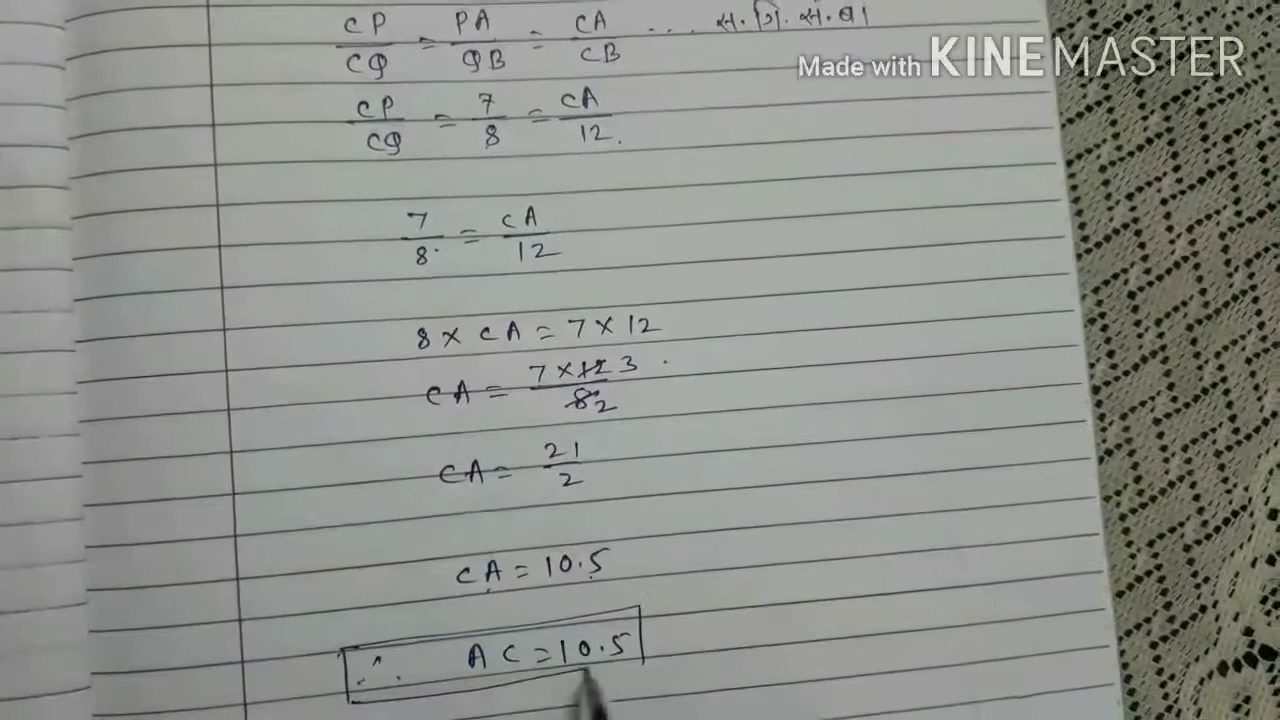 CP/CQ = PA/QB = CA/CB ... स. त्रि. स. बा
Made with KINEMASTER
CP/CQ = 7/8 = CA/12.
7/8 = CA/12
8 × CA = 7 × 12
CA = 7 × 12 3 / 8 2
CA = 21/2
CA = 10.5
∴ AC = 10.5